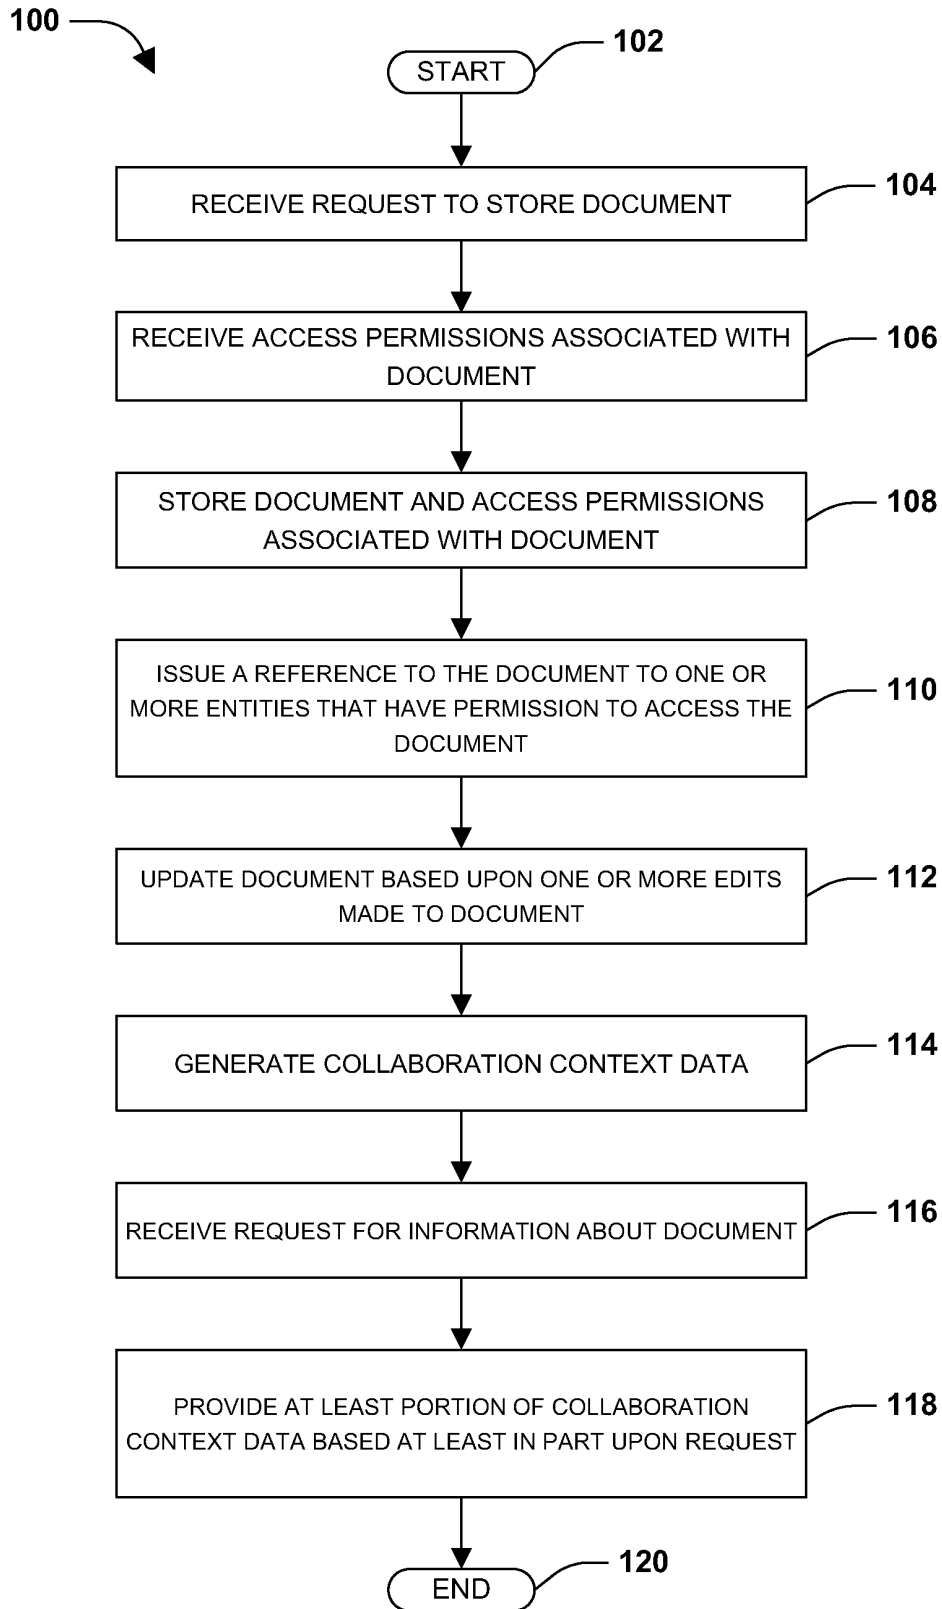 100
102
START
104
RECEIVE REQUEST TO STORE DOCUMENT
106
RECEIVE ACCESS PERMISSIONS ASSOCIATED WITH
DOCUMENT
108
STORE DOCUMENT AND ACCESS PERMISSIONS
ASSOCIATED WITH DOCUMENT
110
ISSUE A REFERENCE TO THE DOCUMENT TO ONE OR
MORE ENTITIES THAT HAVE PERMISSION TO ACCESS THE
DOCUMENT
112
UPDATE DOCUMENT BASED UPON ONE OR MORE EDITS
MADE TO DOCUMENT
114
GENERATE COLLABORATION CONTEXT DATA
116
RECEIVE REQUEST FOR INFORMATION ABOUT DOCUMENT
118
PROVIDE AT LEAST PORTION OF COLLABORATION
CONTEXT DATA BASED AT LEAST IN PART UPON REQUEST
120
END